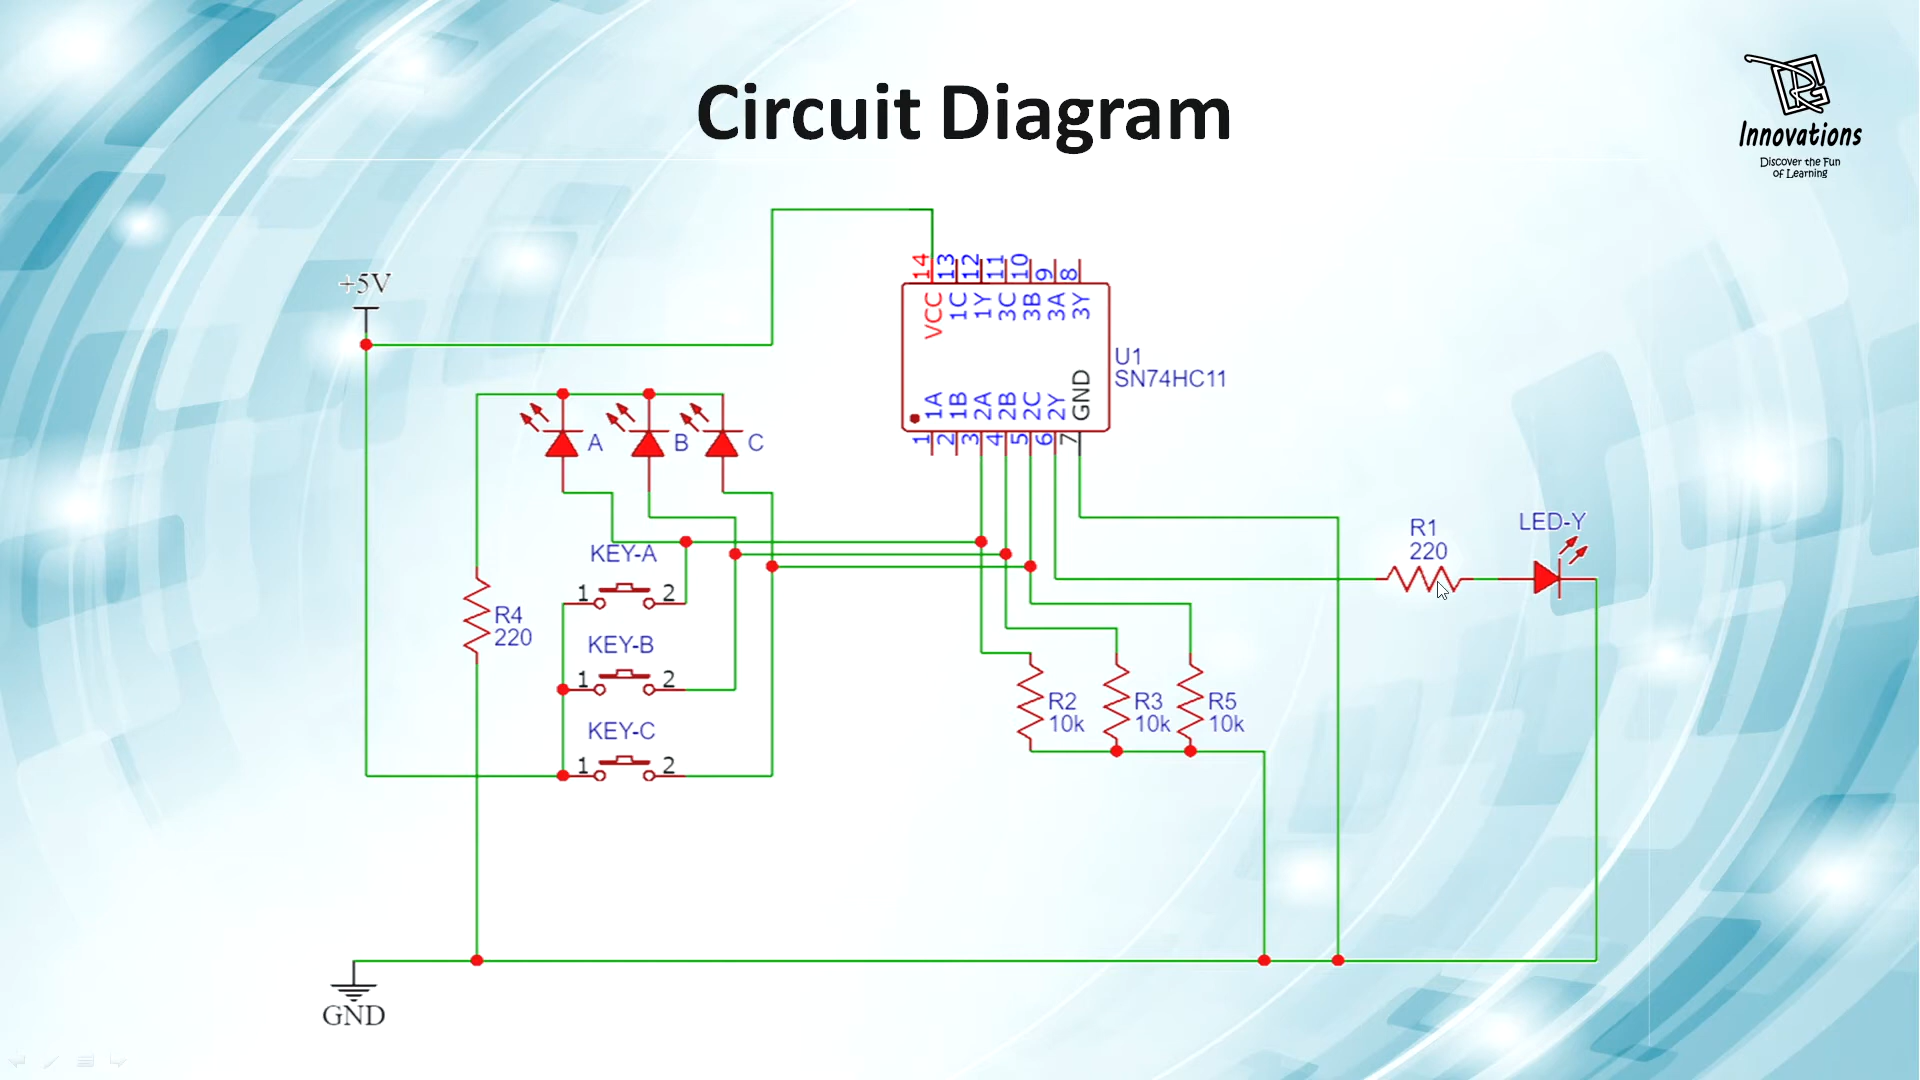 Circuit Diagram
Innovations
Discover the Fun
of Learning
+5V
14 13 12 11 10 9 8
VCC 1C 1Y 3C 3B 3A 3Y
U1
SN74HC11
1A 1B 2A 2B 2C 2Y GND
1 2 3 4 5 6 7
A B C
R1
220
LED-Y
KEY-A
1 2
R4
220
KEY-B
1 2
KEY-C
1 2
R2
10k
R3
10k
R5
10k
GND